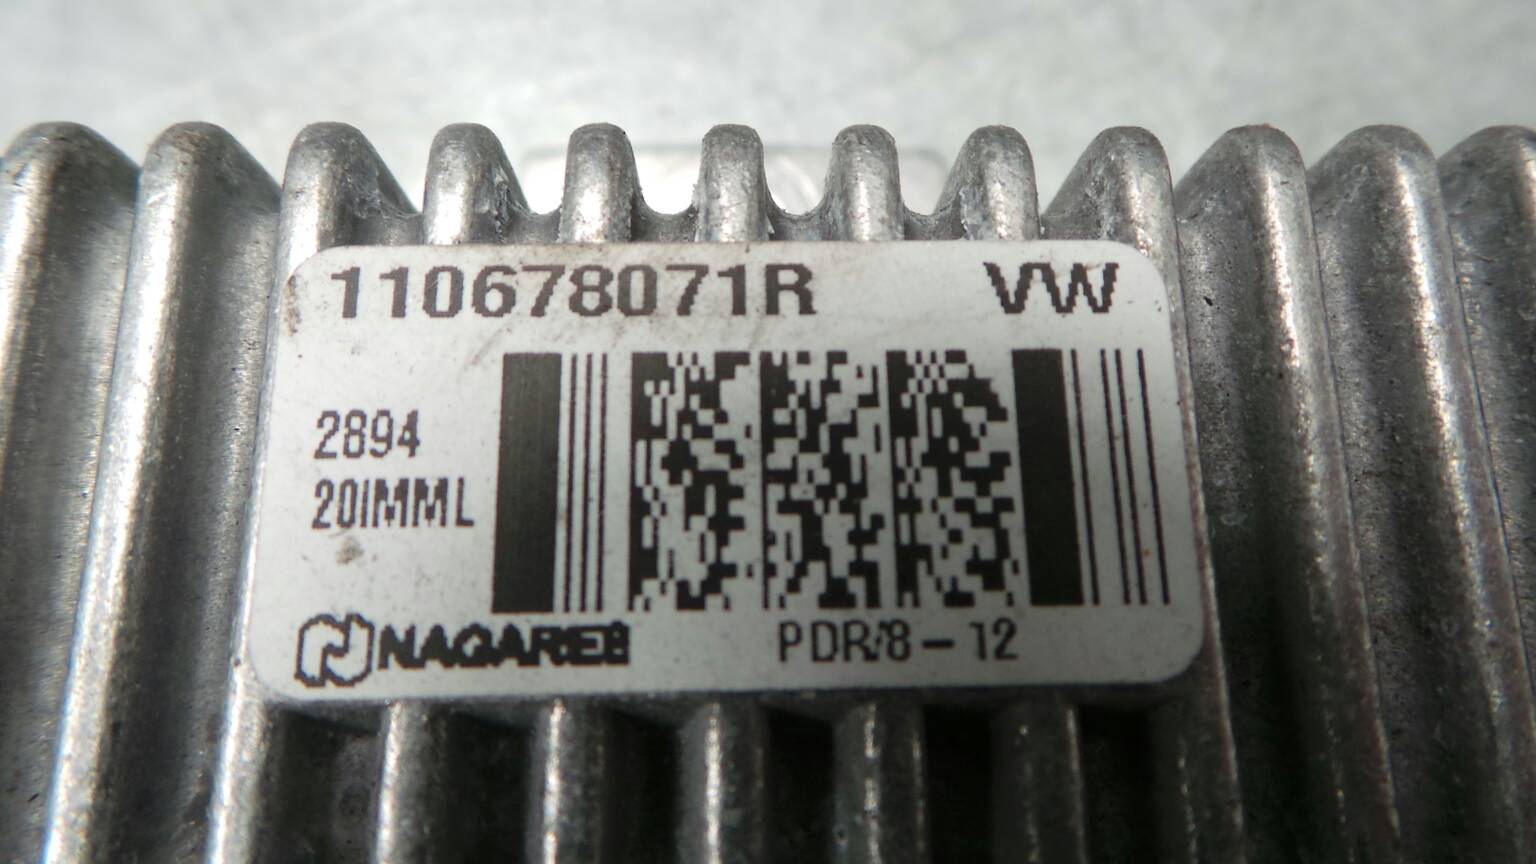 110678071R VW
2894
20IMML
NAGARES PDR/8-12